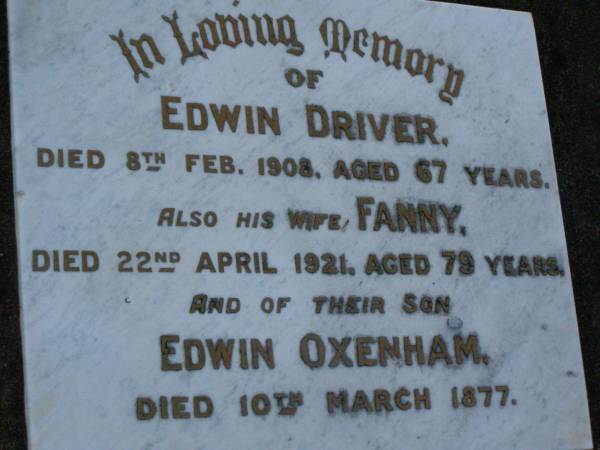 In Loving Memory
OF
EDWIN DRIVER.
DIED 8TH FEB. 1908. AGED 67 YEARS.
ALSO HIS WIFE, FANNY.
DIED 22ND APRIL 1921. AGED 79 YEARS.
AND OF THEIR SON
EDWIN OXENHAM.
DIED 10TH MARCH 1877.